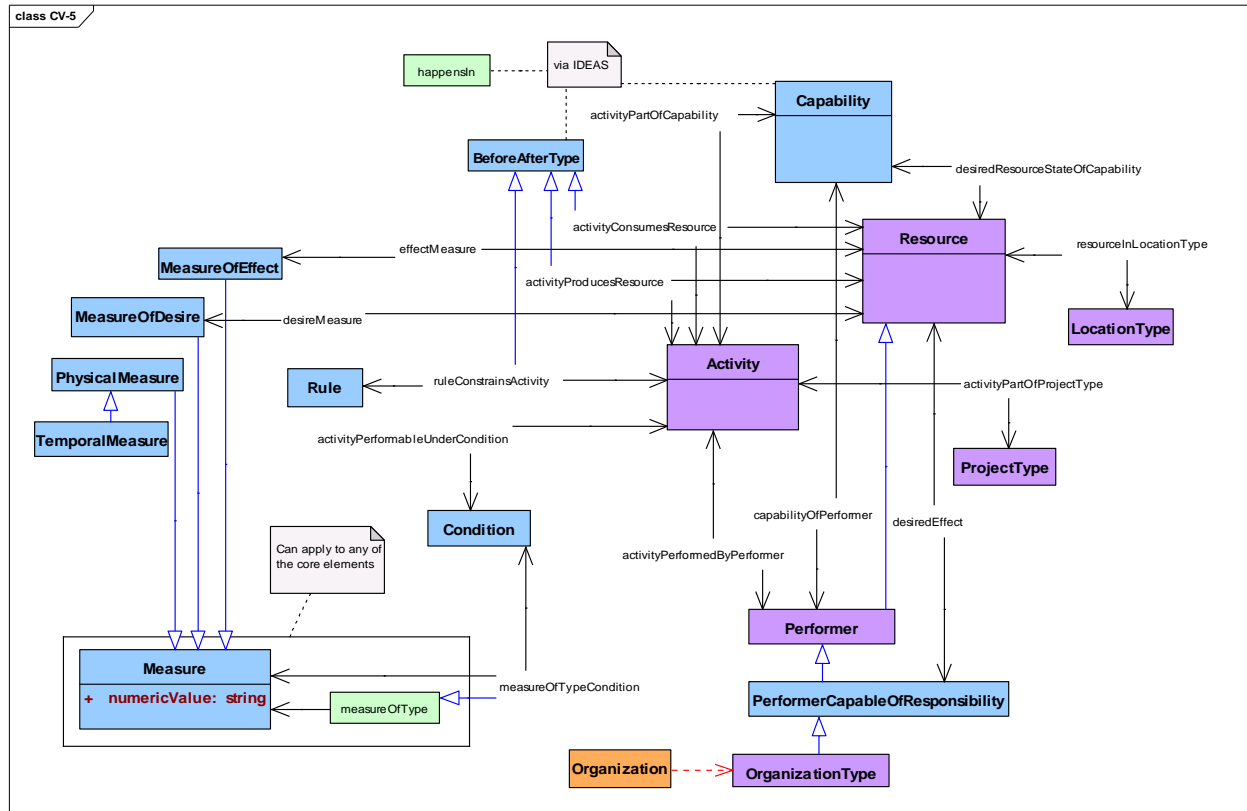 class CV-5
happensIn
via IDEAS
Capability
activityPartOfCapability
BeforeAfterType
desiredResourceStateOfCapability
activityConsumesResource
Resource
effectMeasure
resourceInLocationType
MeasureOfEffect
activityProducesResource
MeasureOfDesire
desireMeasure
LocationType
Activity
PhysicalMeasure
Rule
ruleConstrainsActivity
activityPartOfProjectType
TemporalMeasure
activityPerformableUnderCondition
ProjectType
Condition
capabilityOfPerformer
desiredEffect
Can apply to any of
the core elements
activityPerformedByPerformer
Performer
Measure
+ numericValue: string
measureOfTypeCondition
measureOfType
PerformerCapableOfResponsibility
Organization
OrganizationType